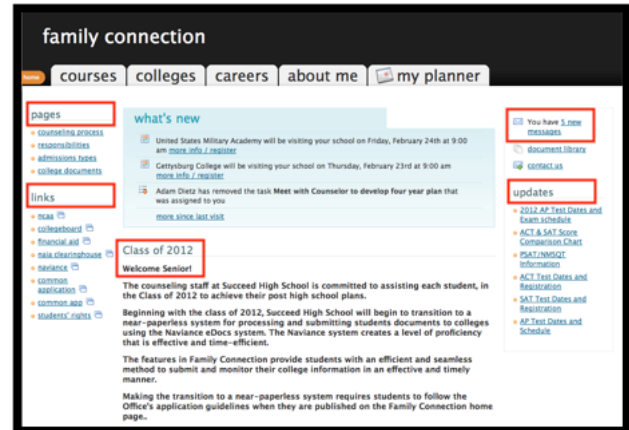 family connection
home
courses
colleges
careers
about me
my planner
pages
counseling process
responsibilities
admissions types
college documents
links
ncaa
collegeboard
financial aid
naia clearinghouse
naviance
common
application
common app
students' rights
what's new
United States Military Academy will be visiting your school on Friday, February 24th at 9:00
am more info / register
Gettysburg College will be visiting your school on Thursday, February 23rd at 9:00 am
more info / register
Adam Dietz has removed the task Meet with Counselor to develop four year plan that
was assigned to you
more since last visit
Class of 2012
Welcome Senior!
The counseling staff at Succeed High School is committed to assisting each student, in
the Class of 2012 to achieve their post high school plans.
Beginning with the class of 2012, Succeed High School will begin to transition to a
near-paperless system for processing and submitting students documents to colleges
using the Naviance eDocs system. The Naviance system creates a level of proficiency
that is effective and time-efficient.
The features in Family Connection provide students with an efficient and seamless
method to submit and monitor their college information in an effective and timely
manner.
Making the transition to a near-paperless system requires students to follow the
Office's application guidelines when they are published on the Family Connection home
page..
You have 5 new
messages
document library
contact us
updates
2012 AP Test Dates and
Exam schedule
ACT & SAT Score
Comparison Chart
PSAT/NMSQT
Information
ACT Test Dates and
Registration
SAT Test Dates and
Registration
AP Test Dates and
Schedule